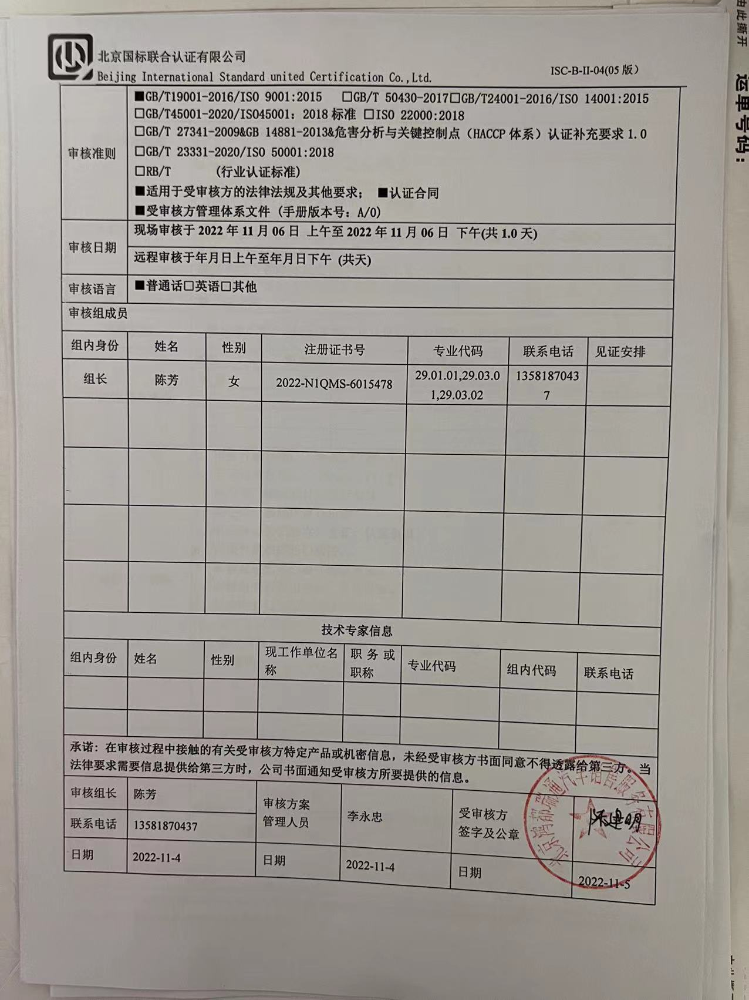 北京国标联合认证有限公司
Beijing International Standard united Certification Co.,Ltd.
ISC-B-II-04(05 版)
审核准则
■GB/T19001-2016/ISO 9001:2015 □GB/T 50430-2017□GB/T24001-2016/ISO 14001:2015
□GB/T45001-2020/ISO45001：2018 标准 □ISO 22000:2018
□GB/T 27341-2009&GB 14881-2013&危害分析与关键控制点（HACCP 体系）认证补充要求 1.0
□GB/T 23331-2020/ISO 50001:2018
□RB/T （行业认证标准）
■适用于受审核方的法律法规及其他要求； ■认证合同
■受审核方管理体系文件（手册版本号：A/0）
审核日期
现场审核于 2022 年 11 月 06 日 上午至 2022 年 11 月 06 日 下午(共 1.0 天)
远程审核于年月日上午至年月日下午 (共天)
审核语言
■普通话□英语□其他
审核组成员
组内身份 姓名 性别 注册证书号 专业代码 联系电话 见证安排
组长 陈芳 女 2022-N1QMS-6015478 29.01.01,29.03.0 1358187043
1,29.03.02 7
技术专家信息
组内身份 姓名 性别 现工作单位名 职 务 或 专业代码 组内代码 联系电话
称 职称
承诺：在审核过程中接触的有关受审核方特定产品或机密信息，未经受审核方书面同意不得透露给第三方。当
法律要求需要信息提供给第三方时，公司书面通知受审核方所要提供的信息。
审核组长 陈芳
审核方案
管理人员
李永忠
受审核方
签字及公章
建明
联系电话 13581870437
日期 2022-11-4 日期 2022-11-4 日期 2022-11-5
通汽车销售服务有限公司
由此撕开
运单号码：